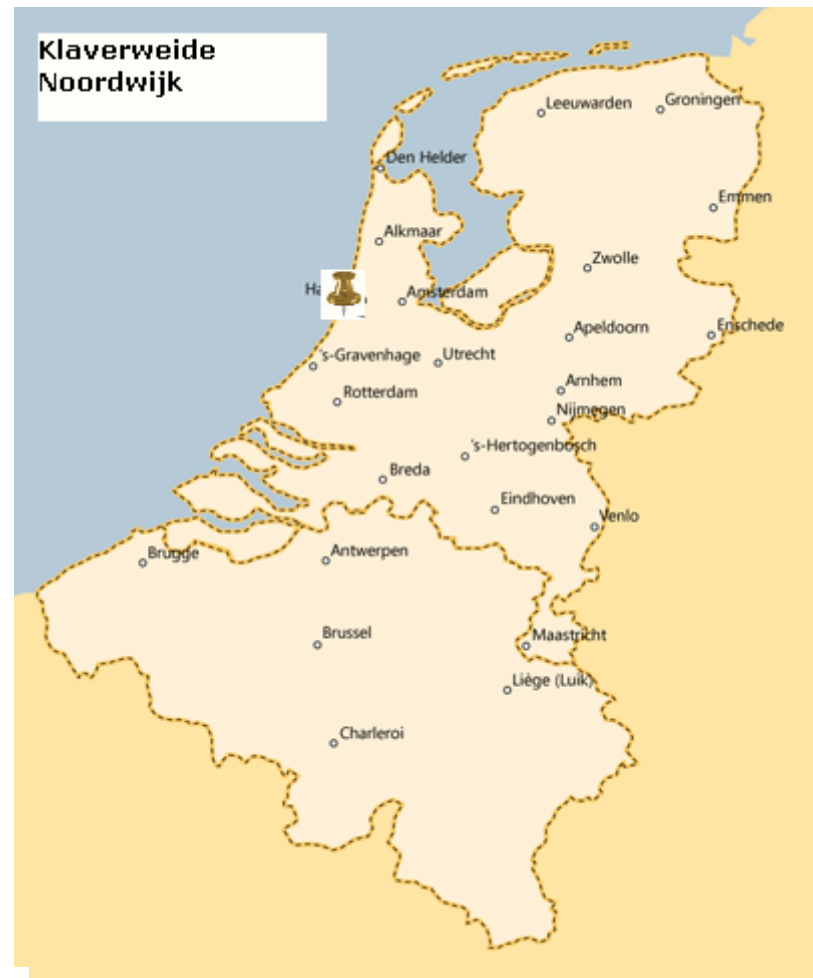 Klaverweide
Noordwijk
Leeuwarden
Groningen
Den Helder
Emmen
Alkmaar
Zwolle
Amsterdam
Apeldoorn
Enschede
's-Gravenhage
Utrecht
Arnhem
Rotterdam
Nijmegen
's-Hertogenbosch
Breda
Eindhoven
Venlo
Brugge
Antwerpen
Brussel
Maastricht
Liège (Luik)
Charleroi